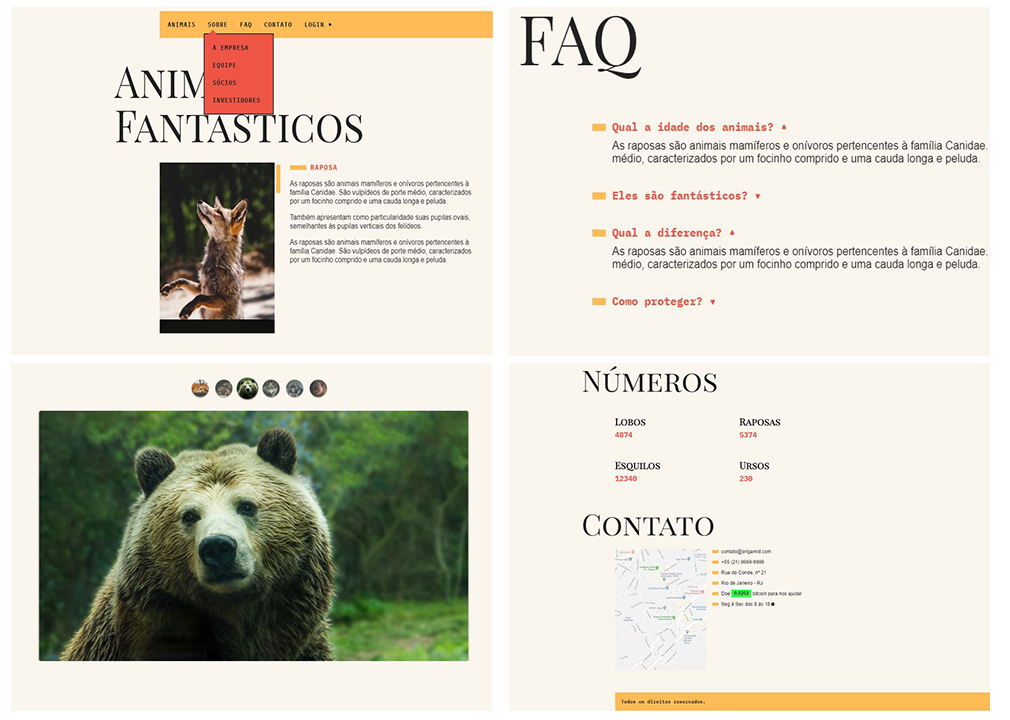 ANIMAIS SOBRE FAQ CONTATO LOGIN ▸
A EMPRESA
EQUIPE
SÓCIOS
INVESTIDORES
ANIM
FANTASTICOS
RAPOSA
As raposas são animais mamíferos e onívoros pertencentes à
família Canidae. São vulpídeos de porte médio, caracterizados
por um focinho comprido e uma cauda longa e peluda.
Também apresentam como particularidade suas pupilas ovais,
semelhantes às pupilas verticais dos felídeos.
As raposas são animais mamíferos e onívoros pertencentes à
família Canidae. São vulpídeos de porte médio, caracterizados
por um focinho comprido e uma cauda longa e peluda.
FAQ
Qual a idade dos animais? ▴
As raposas são animais mamíferos e onívoros pertencentes à família Canidae.
médio, caracterizados por um focinho comprido e uma cauda longa e peluda.
Eles são fantásticos? ▾
Qual a diferença? ▴
As raposas são animais mamíferos e onívoros pertencentes à família Canidae.
médio, caracterizados por um focinho comprido e uma cauda longa e peluda.
Como proteger? ▾
NÚMEROS
LOBOS
4874
RAPOSAS
5374
ESQUILOS
12340
URSOS
230
CONTATO
contato@origamid.com
+55 (21) 9999-9999
Rua do Conde, nº 21
Rio de Janeiro - RJ
Doe 0.0202 bitcoin para nos ajudar
Seg à Sex das 8 às 18
Todos os direitos reservados.